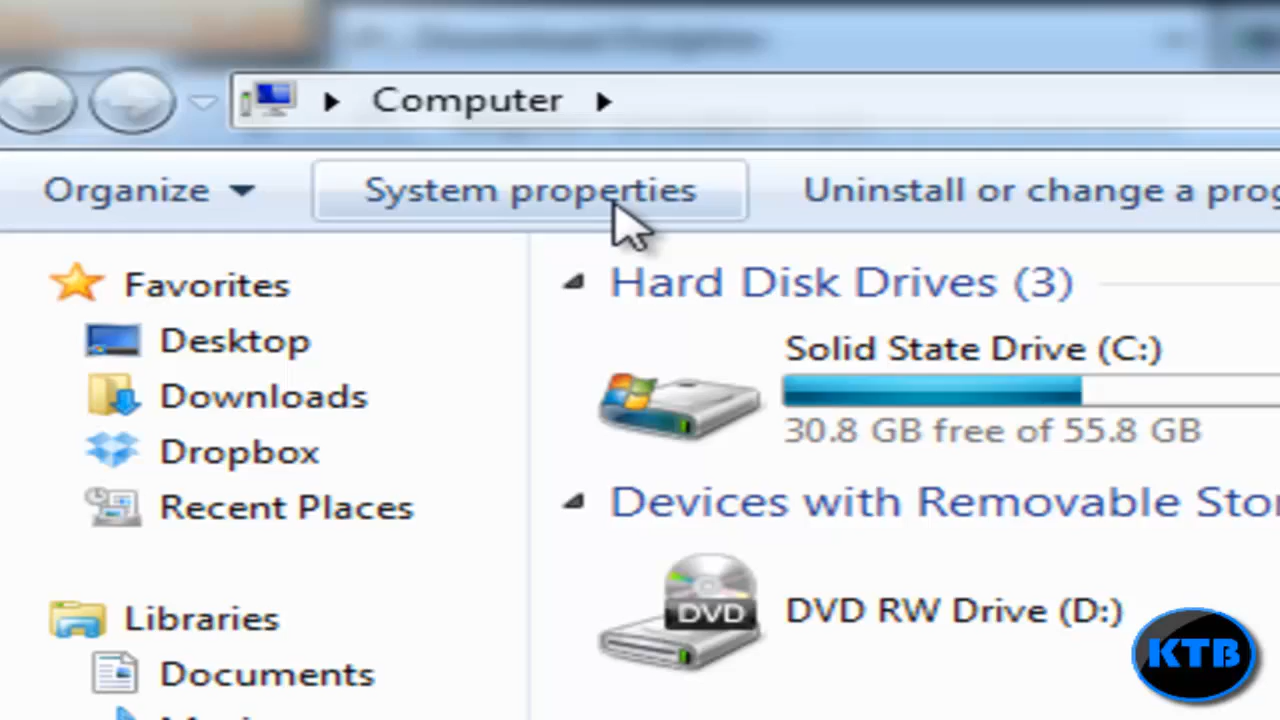 Computer
Organize
System properties
Uninstall or change a prog
Favorites
Desktop
Downloads
Dropbox
Recent Places
Libraries
Documents
Hard Disk Drives (3)
Solid State Drive (C:)
30.8 GB free of 55.8 GB
Devices with Removable Stor
DVD
DVD RW Drive (D:)
KTB